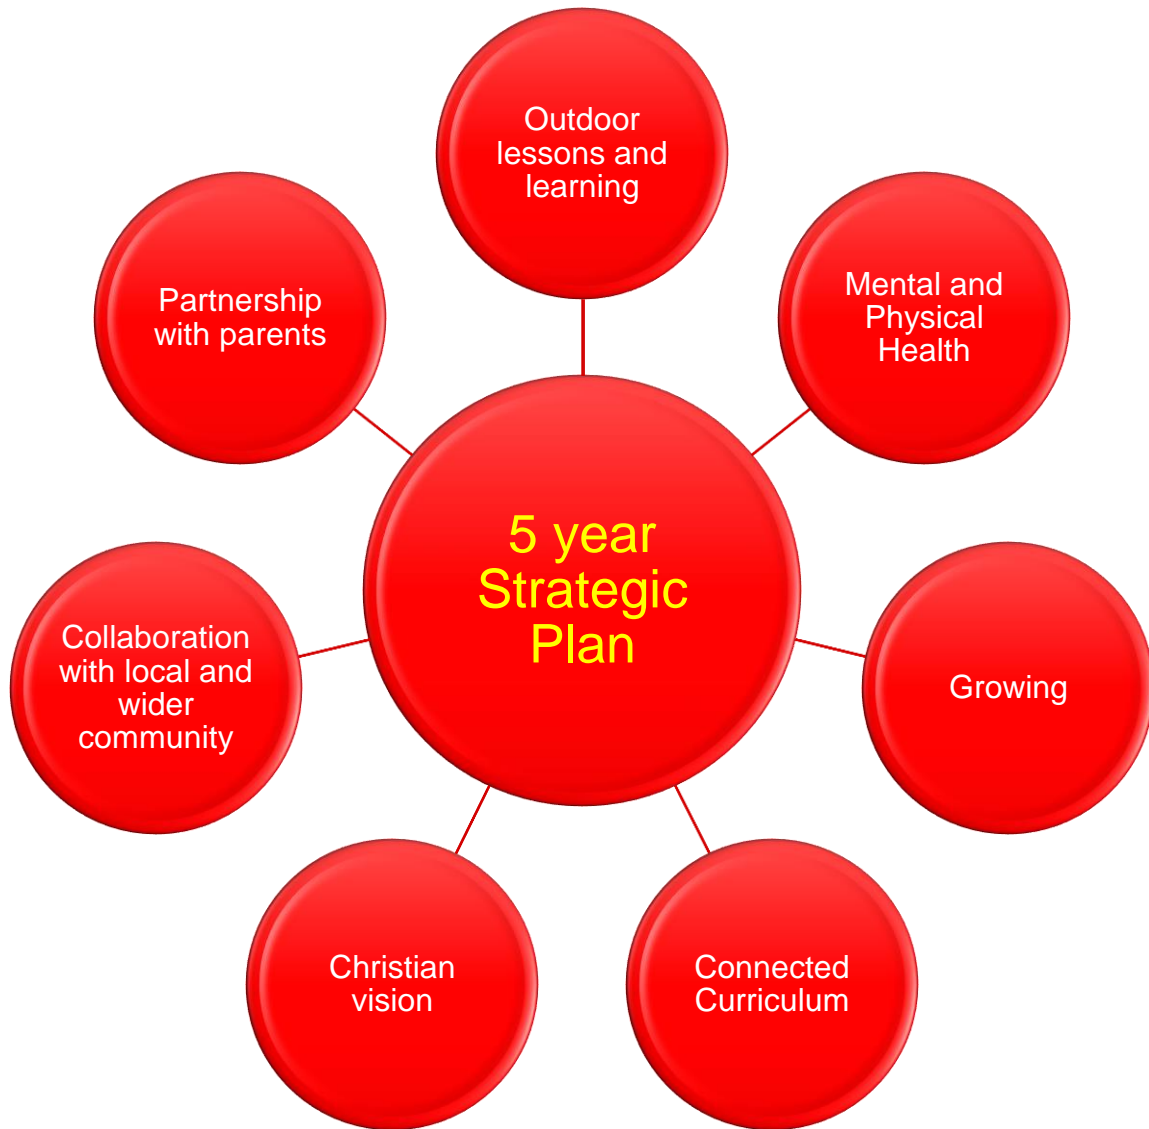 Outdoor
lessons and
learning
Mental and
Physical
Health
Growing
Connected
Curriculum
Christian
vision
Collaboration
with local and
wider
community
Partnership
with parents
5 year
Strategic
Plan